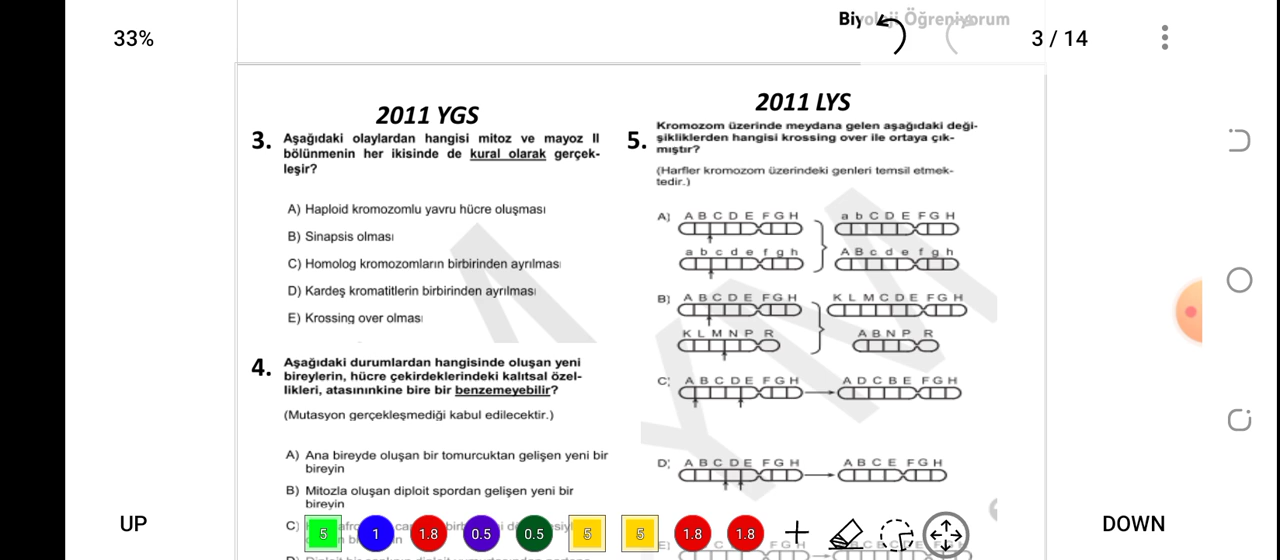 Biyoloji Öğreniyorum
33%
3 / 14
2011 YGS
3. Aşağıdaki olaylardan hangisi mitoz ve mayoz II
bölünmenin her ikisinde de kural olarak gerçek-
leşir?
A) Haploid kromozomlu yavru hücre oluşması
B) Sinapsis olması
C) Homolog kromozomların birbirinden ayrılması
D) Kardeş kromatitlerin birbirinden ayrılması
E) Krossing over olması
4. Aşağıdaki durumlardan hangisinde oluşan yeni
bireylerin, hücre çekirdeklerindeki kalıtsal özel-
likleri, atasınınkine bire bir benzemeyebilir?
(Mutasyon gerçekleşmediği kabul edilecektir.)
A) Ana bireyde oluşan bir tomurcuktan gelişen yeni bir
bireyin
B) Mitozla oluşan diploit spordan gelişen yeni bir
bireyin
C)
2011 LYS
5. Kromozom üzerinde meydana gelen aşağıdaki deği-
şikliklerden hangisi krossing over ile ortaya çık-
mıştır?
(Harfler kromozom üzerindeki genleri temsil etmek-
tedir.)
A) A B C D E F G H a b C D E F G H
a b c d e f g h A B c d e f g h
B) A B C D E F G H K L M C D E F G H
K L M N P R A B N P R
C) A B C D E F G H A D C B E F G H
D) A B C D E F G H A B C E F G H
UP
5 1 1.8 0.5 0.5 5 5 1.8 1.8
DOWN